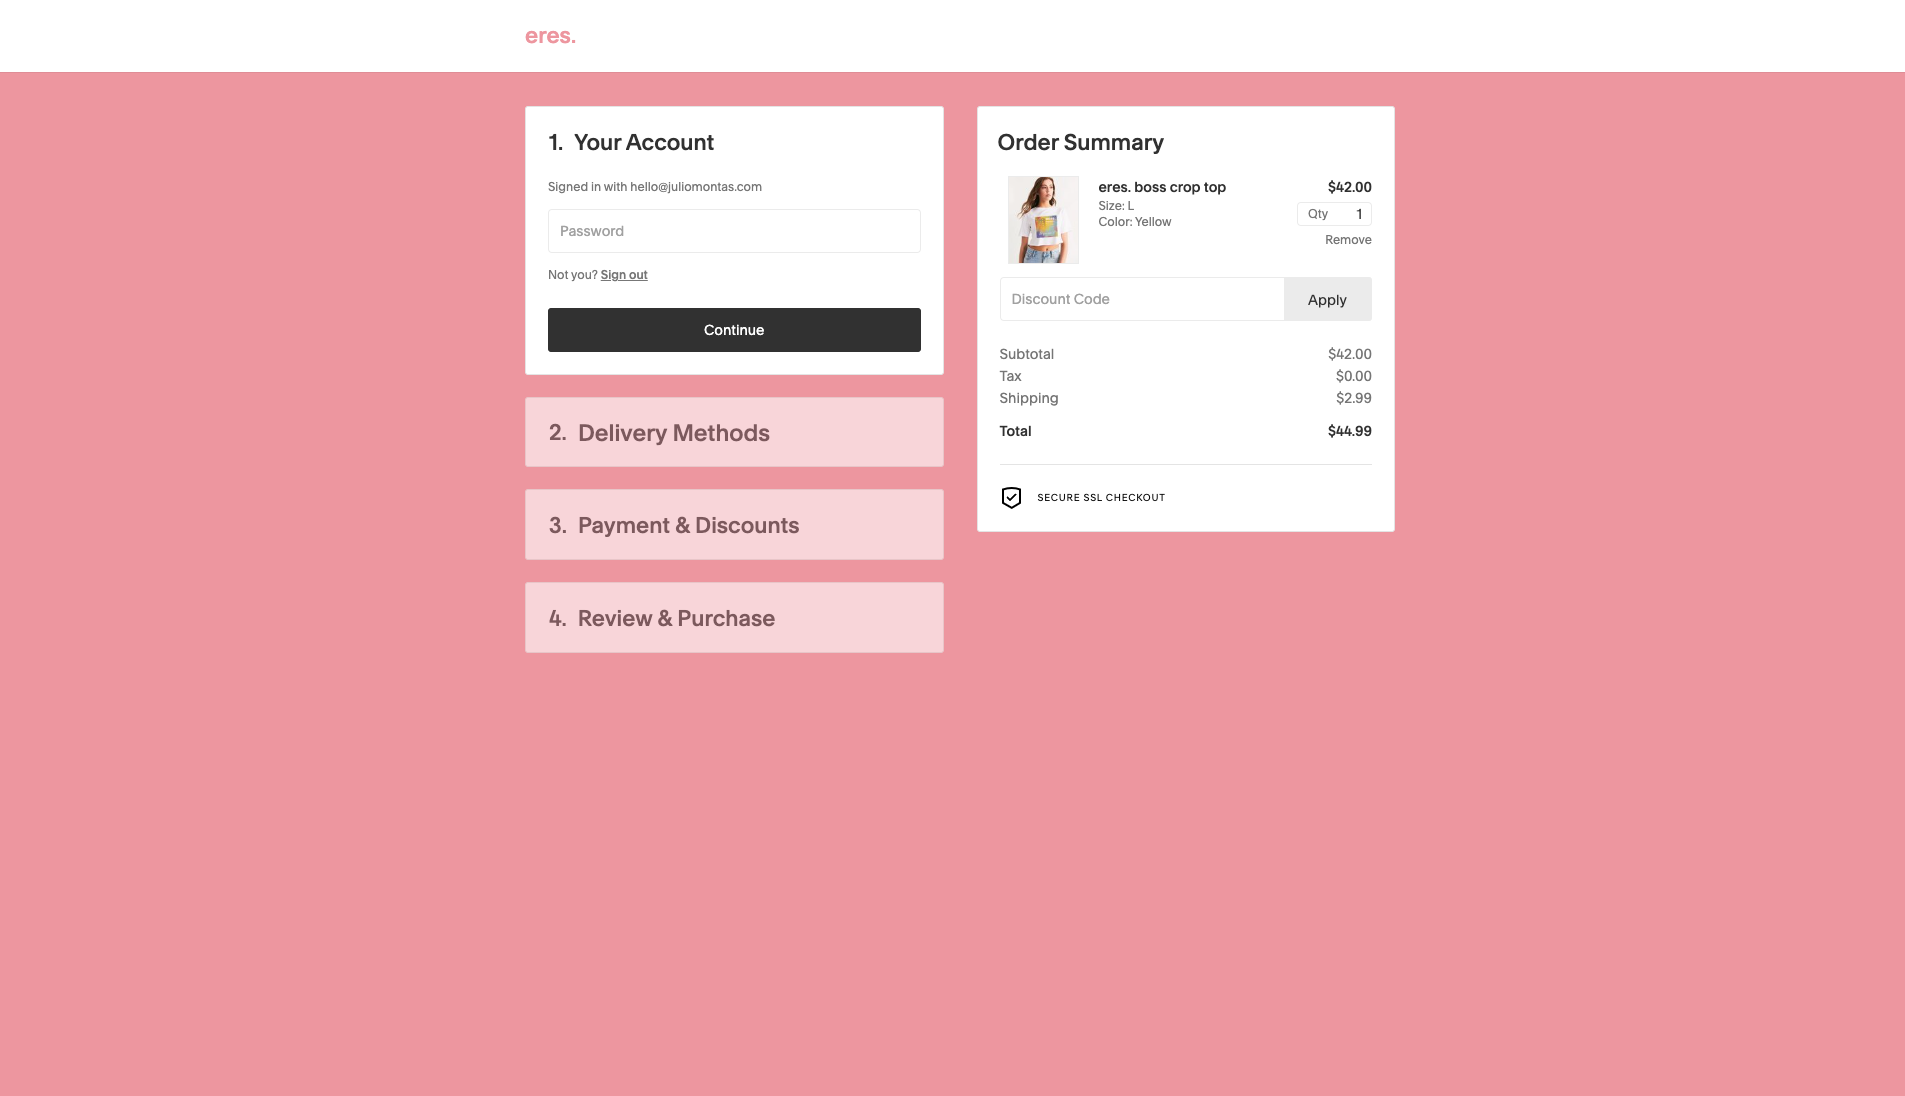 eres.
1. Your Account
Signed in with hello@juliomontas.com
Password
Not you? Sign out
Continue
2. Delivery Methods
3. Payment & Discounts
4. Review & Purchase
Order Summary
eres. boss crop top $42.00
Size: L
Qty 1
Color: Yellow
Remove
Discount Code Apply
Subtotal $42.00
Tax $0.00
Shipping $2.99
Total $44.99
SECURE SSL CHECKOUT